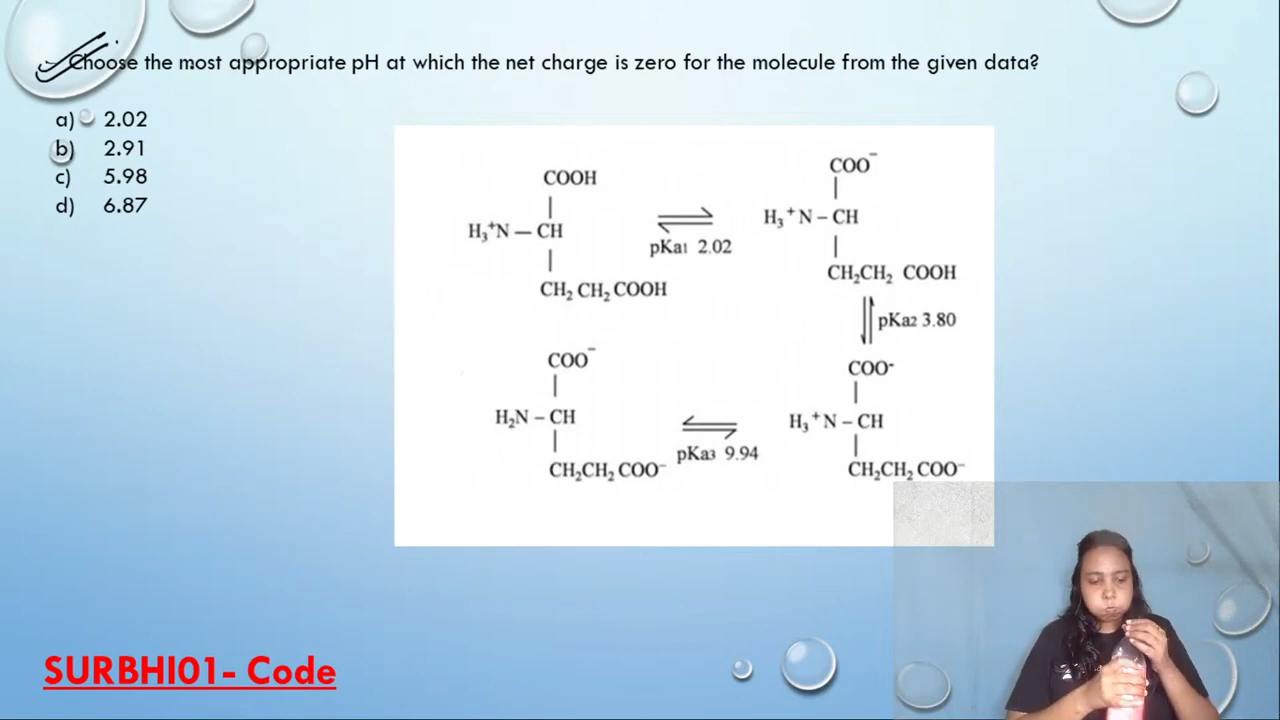 Choose the most appropriate pH at which the net charge is zero for the molecule from the given data?
a) 2.02
b) 2.91
c) 5.98
d) 6.87
COOH
|
H₃⁺N — CH
|
CH₂ CH₂ COOH
pKa₁ 2.02
COO⁻
|
H₃⁺N – CH
|
CH₂CH₂ COOH
pKa₂ 3.80
COO⁻
|
H₂N – CH
|
CH₂CH₂ COO⁻
pKa₃ 9.94
COO-
|
H₃⁺N – CH
|
CH₂CH₂ COO⁻
SURBHI01- Code